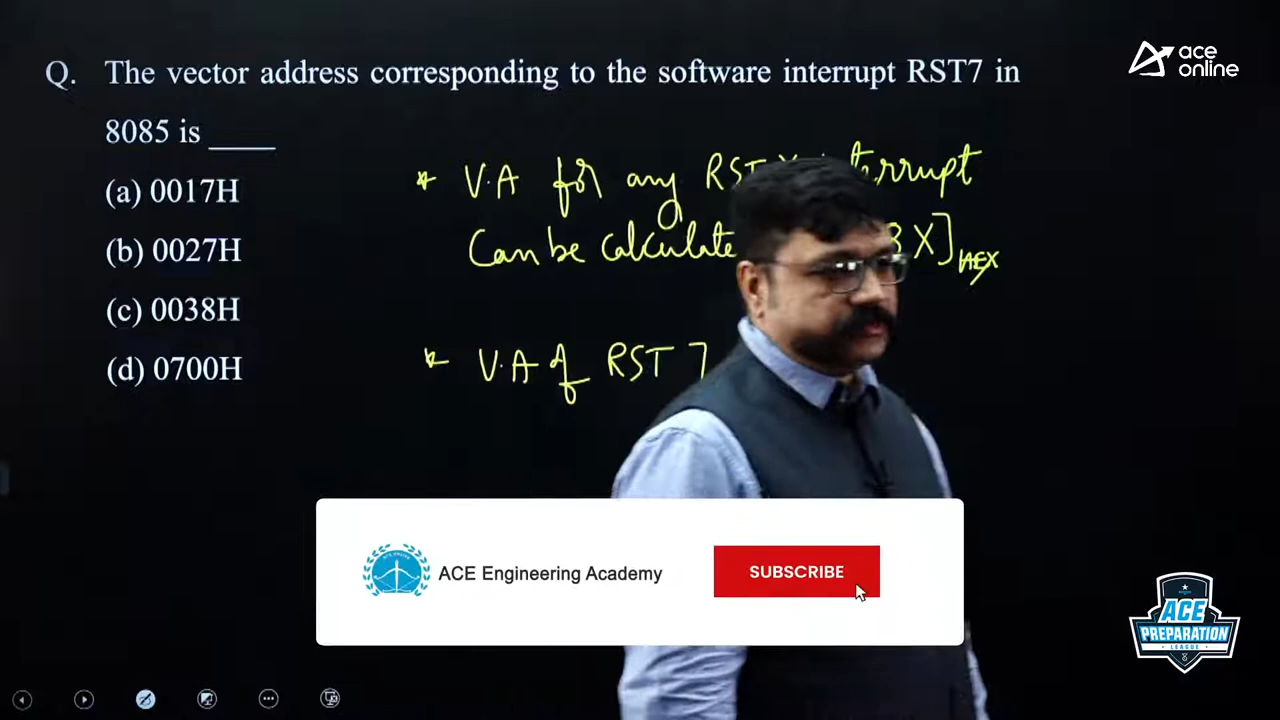 Q. The vector address corresponding to the software interrupt RST7 in
8085 is ____
(a) 0017H
(b) 0027H
(c) 0038H
(d) 0700H
* V.A for any RST
Can be calculate X]HEX
* V.A of RST 7
ace
online
ACE Engineering Academy
SUBSCRIBE
ACE
PREPARATION
LEAGUE